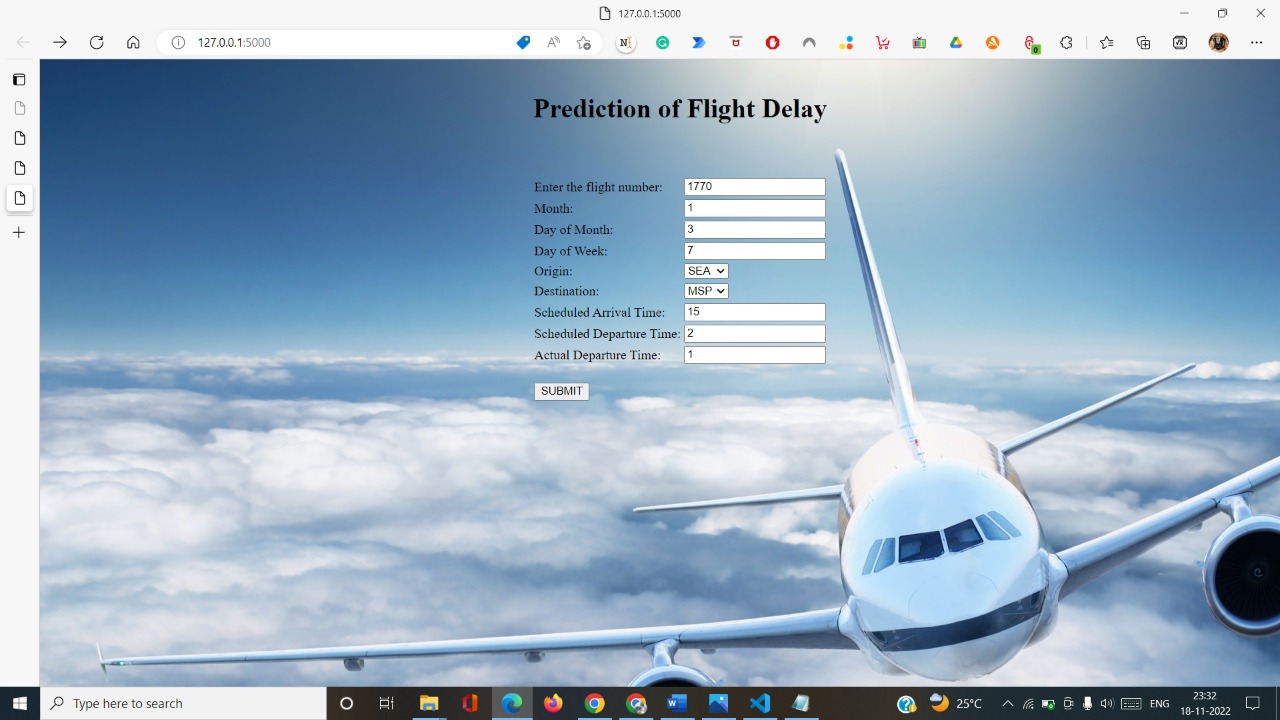 127.0.0.1:5000
127.0.0.1:5000
0
Prediction of Flight Delay
Enter the flight number: 1770
Month: 1
Day of Month: 3
Day of Week: 7
Origin: SEA
Destination: MSP
Scheduled Arrival Time: 15
Scheduled Departure Time: 2
Actual Departure Time: 1
SUBMIT
Type here to search
25°C
ENG
23:32
18-11-2022